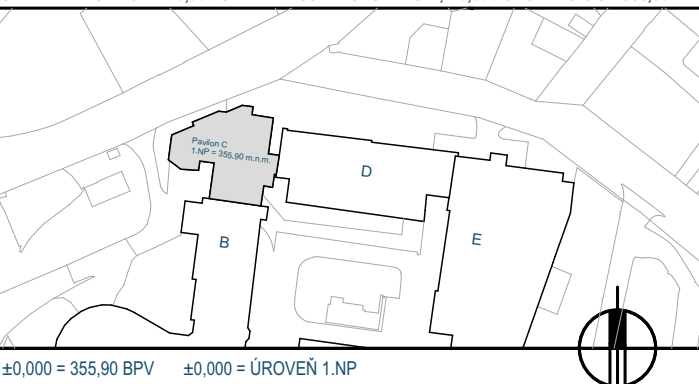 Pavilon C
1.NP = 355.90 m.n.m.
D
B
E
±0,000 = 355,90 BPV ±0,000 = ÚROVEŇ 1.NP